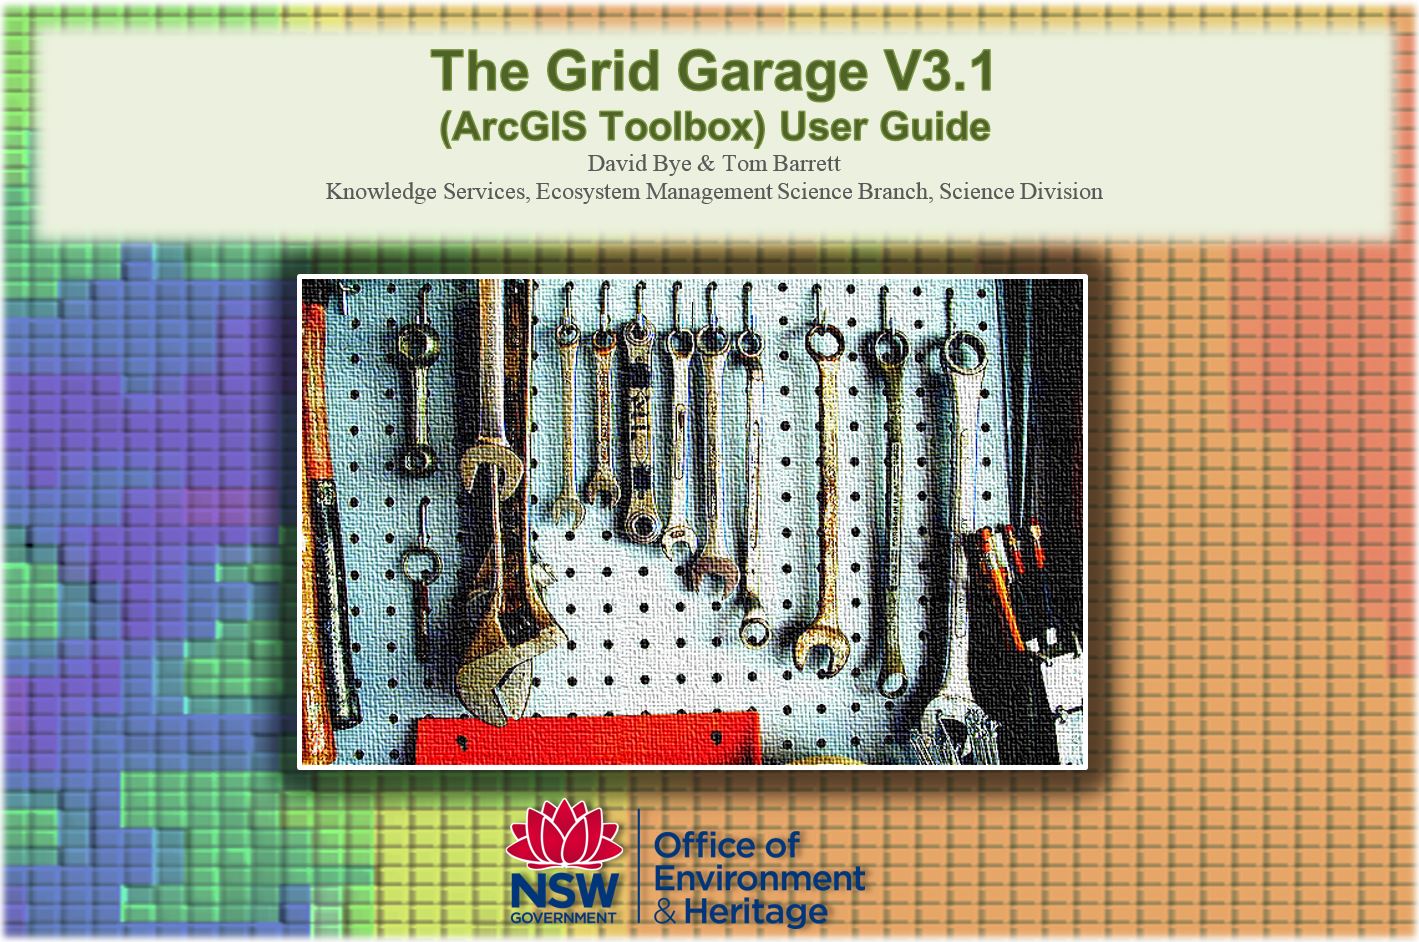 The Grid Garage V3.1
(ArcGIS Toolbox) User Guide
David Bye & Tom Barrett
Knowledge Services, Ecosystem Management Science Branch, Science Division
NSW
GOVERNMENT
Office of
Environment
& Heritage